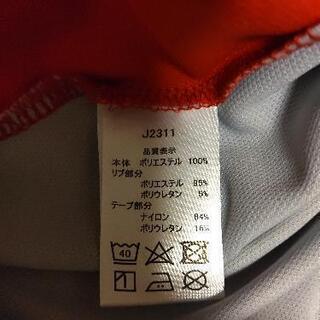 J2311
品質表示
本体 ポリエステル 100%
リブ部分
ポリエステル 95%
ポリウレタン 5%
テープ部分
ナイロン 84%
ポリウレタン 16%
40